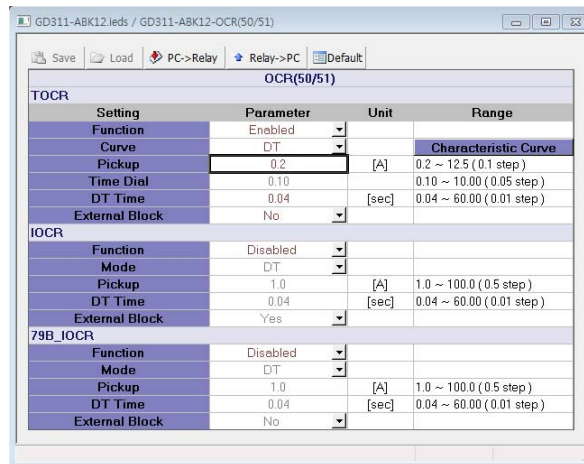 GD311-ABK12.ieds / GD311-ABK12-OCR(50/51)
Save Load PC->Relay Relay->PC Default
OCR(50/51)
TOCR
Setting Parameter Unit Range
Function Enabled
Curve DT Characteristic Curve
Pickup 0.2 [A] 0.2 ~ 12.5 ( 0.1 step )
Time Dial 0.10 0.10 ~ 10.00 ( 0.05 step )
DT Time 0.04 [sec] 0.04 ~ 60.00 ( 0.01 step )
External Block No
IOCR
Function Disabled
Mode DT
Pickup 1.0 [A] 1.0 ~ 100.0 ( 0.5 step )
DT Time 0.04 [sec] 0.04 ~ 60.00 ( 0.01 step )
External Block Yes
79B_IOCR
Function Disabled
Mode DT
Pickup 1.0 [A] 1.0 ~ 100.0 ( 0.5 step )
DT Time 0.04 [sec] 0.04 ~ 60.00 ( 0.01 step )
External Block No